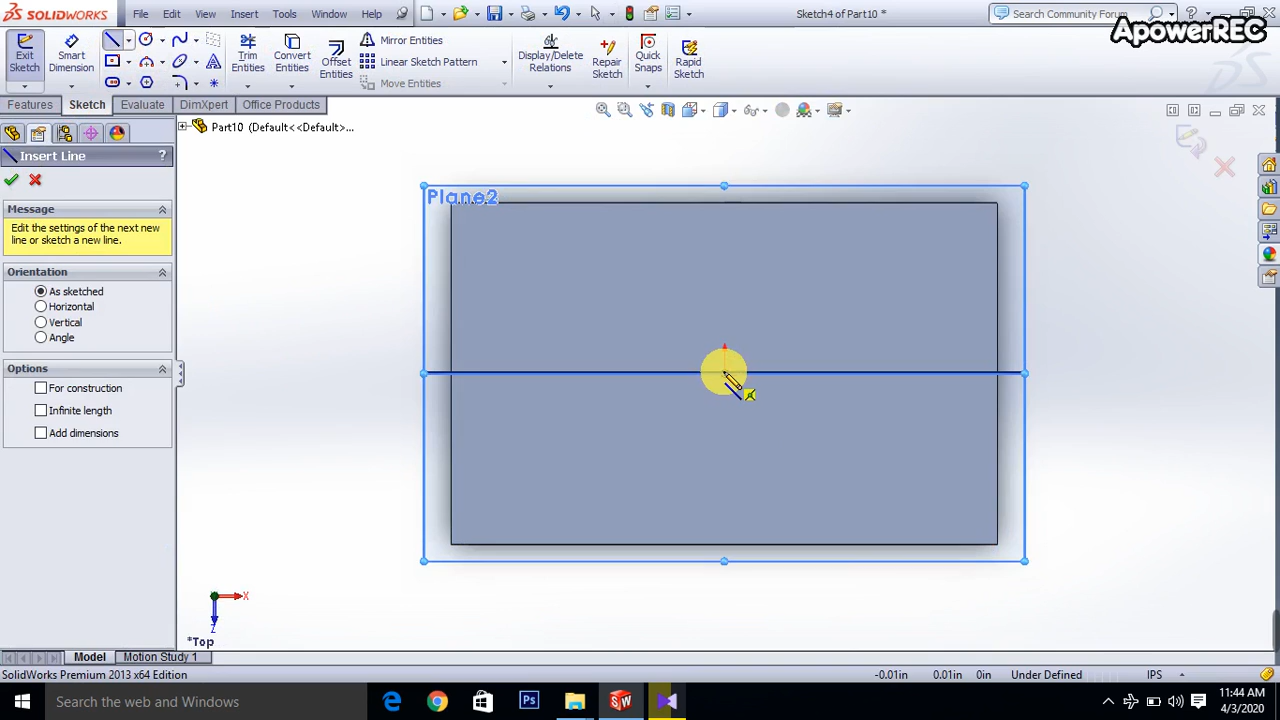 SOLIDWORKS File Edit View Insert Tools Window Help Sketch4 of Part10 * Search Community Forum
ApowerREC
Exit Sketch
Smart Dimension
Trim Entities
Convert Entities
Offset Entities
Mirror Entities
Linear Sketch Pattern
Move Entities
Display/Delete Relations
Repair Sketch
Quick Snaps
Rapid Sketch
Features Sketch Evaluate DimXpert Office Products
Part10 (Default<<Default>...
Insert Line ?
Message
Edit the settings of the next new
line or sketch a new line.
Orientation
As sketched
Horizontal
Vertical
Angle
Options
For construction
Infinite length
Add dimensions
Plane2
X
Z
*Top
Model Motion Study 1
SolidWorks Premium 2013 x64 Edition -0.01in 0.01in 0in Under Defined IPS
Search the web and Windows
11:44 AM
4/3/2020